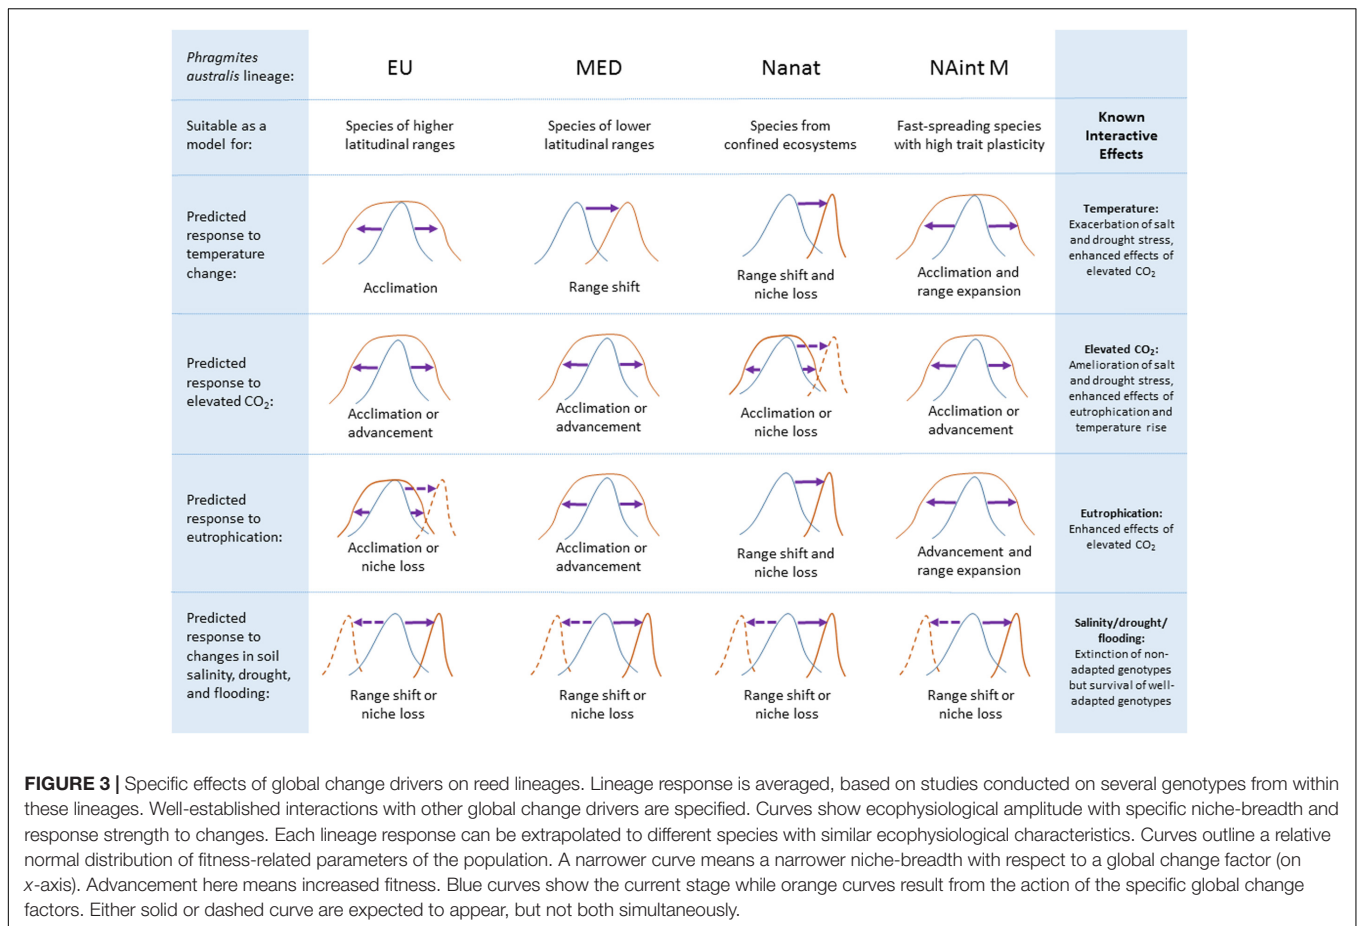 Phragmites
australis lineage:
EU
MED
Nanat
NAint M
Suitable as a
model for:
Species of higher
latitudinal ranges
Species of lower
latitudinal ranges
Species from
confined ecosystems
Fast-spreading species
with high trait plasticity
Known
Interactive
Effects
Predicted
response to
temperature
change:
Acclimation
Range shift
Range shift and
niche loss
Acclimation and
range expansion
Temperature:
Exacerbation of salt
and drought stress,
enhanced effects of
elevated CO₂
Predicted
response to
elevated CO₂:
Acclimation or
advancement
Acclimation or
advancement
Acclimation or
niche loss
Acclimation or
advancement
Elevated CO₂:
Amelioration of salt
and drought stress,
enhanced effects of
eutrophication and
temperature rise
Predicted
response to
eutrophication:
Acclimation or
niche loss
Acclimation or
advancement
Range shift and
niche loss
Advancement and
range expansion
Eutrophication:
Enhanced effects of
elevated CO₂
Predicted
response to
changes in soil
salinity, drought,
and flooding:
Range shift or
niche loss
Range shift or
niche loss
Range shift or
niche loss
Range shift or
niche loss
Salinity/drought/
flooding:
Extinction of non-
adapted genotypes
but survival of well-
adapted genotypes
FIGURE 3 | Specific effects of global change drivers on reed lineages. Lineage response is averaged, based on studies conducted on several genotypes from within
these lineages. Well-established interactions with other global change drivers are specified. Curves show ecophysiological amplitude with specific niche-breadth and
response strength to changes. Each lineage response can be extrapolated to different species with similar ecophysiological characteristics. Curves outline a relative
normal distribution of fitness-related parameters of the population. A narrower curve means a narrower niche-breadth with respect to a global change factor (on
x-axis). Advancement here means increased fitness. Blue curves show the current stage while orange curves result from the action of the specific global change
factors. Either solid or dashed curve are expected to appear, but not both simultaneously.